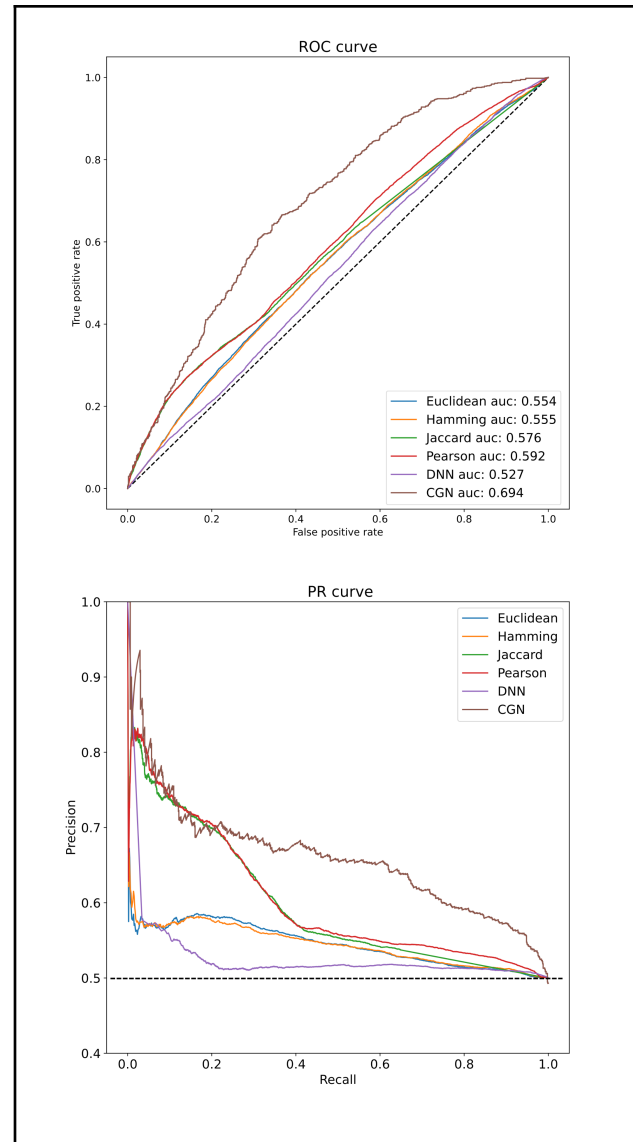 ROC curve
1.0
0.8
0.6
0.4
0.2
0.0
True positive rate
Euclidean auc: 0.554
Hamming auc: 0.555
Jaccard auc: 0.576
Pearson auc: 0.592
DNN auc: 0.527
CGN auc: 0.694
0.0 0.2 0.4 0.6 0.8 1.0
False positive rate
PR curve
1.0
0.9
0.8
0.7
0.6
0.5
0.4
Precision
Euclidean
Hamming
Jaccard
Pearson
DNN
CGN
0.0 0.2 0.4 0.6 0.8 1.0
Recall